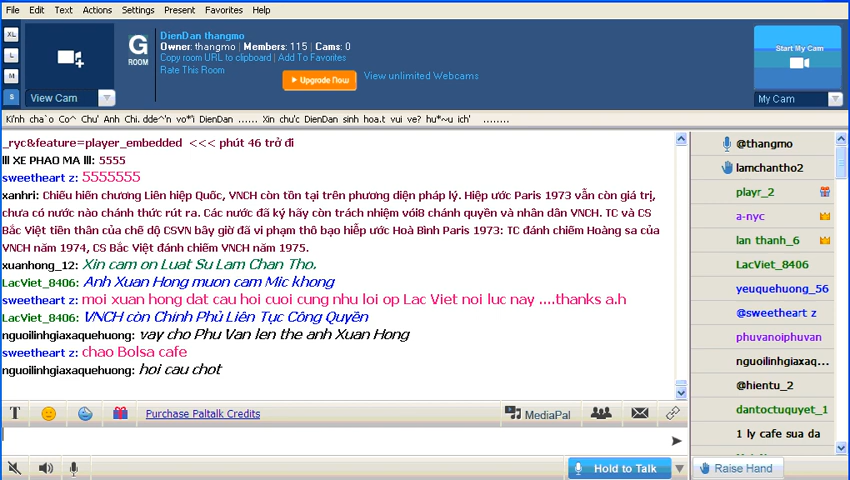 File Edit Text Actions Settings Present Favorites Help
XL
L
M
S
View Cam
G
ROOM
DienDan thangmo
Owner: thangmo | Members: 115 | Cams: 0
Copy room URL to clipboard | Add To Favorites
Rate This Room
Upgrade Now
View unlimited Webcams
Start My Cam
My Cam
Ki'nh cha`o Co^ Chu' Anh Chi. dde^'n vo*'i DienDan ...... Xin chu'c DienDan sinh hoa.t vui ve? hu*~u ich' ........
_ryc&feature=player_embedded <<< phút 46 trở đi
lll XE PHAO MA lll: 5555
sweetheart z: 5555555
xanhri: Chiếu hiến chương Liên hiệp Quốc, VNCH còn tồn tại trên phương diện pháp lý. Hiệp ước Paris 1973 vẫn còn giá trị,
chưa có nước nào chánh thức rút ra. Các nước đã ký hãy còn trách nhiệm vói8 chánh quyền và nhân dân VNCH. TC và CS
Bắc Việt tiền thân của chế độ CSVN bây giờ đã vi phạm thô bạo hiếp ước Hoà Bình Paris 1973: TC đánh chiếm Hoàng sa của
VNCH năm 1974, CS Bắc Việt đánh chiếm VNCH năm 1975.
xuanhong_12: Xin cam on Luat Su Lam Chan Tho.
LacViet_8406: Anh Xuan Hong muon cam Mic khong
sweetheart z: moi xuan hong dat cau hoi cuoi cung nhu loi op Lac Viet noi luc nay ....thanks a.h
LacViet_8406: VNCH còn Chính Phủ Liên Tục Công Quyền
nguoilinhgiaxaquehuong: vay cho Phu Van len the anh Xuan Hong
sweetheart z: chao Bolsa cafe
nguoilinhgiaxaquehuong: hoi cau chot
T
Purchase Paltalk Credits
MediaPal
Hold to Talk
@thangmo
lamchantho2
playr_2
a-nyc
lan thanh_6
LacViet_8406
yeuquehuong_56
@sweetheart z
phuvanoiphuvan
nguoilinhgiaxaq...
@hientu_2
dantoctuquyet_1
1 ly cafe sua da
Raise Hand